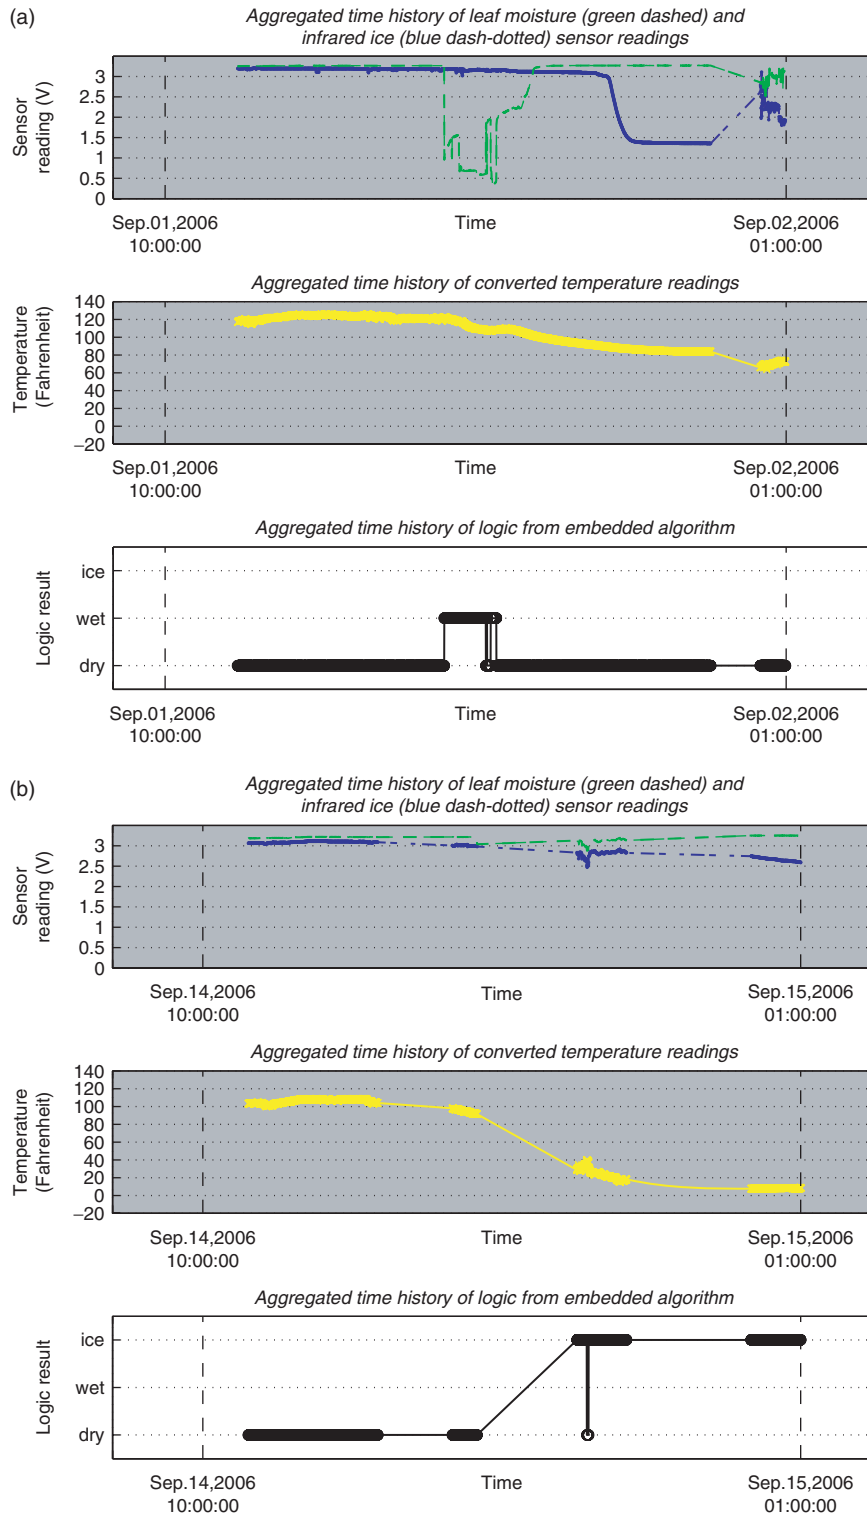 (a)
Aggregated time history of leaf moisture (green dashed) and
infrared ice (blue dash-dotted) sensor readings
Sensor
reading (V)
3
2.5
2
1.5
1
0.5
0
Sep.01,2006
10:00:00
Time
Sep.02,2006
01:00:00
Aggregated time history of converted temperature readings
Temperature
(Fahrenheit)
140
120
100
80
60
40
20
0
−20
Sep.01,2006
10:00:00
Time
Sep.02,2006
01:00:00
Aggregated time history of logic from embedded algorithm
Logic result
ice
wet
dry
Sep.01,2006
10:00:00
Time
Sep.02,2006
01:00:00
(b)
Aggregated time history of leaf moisture (green dashed) and
infrared ice (blue dash-dotted) sensor readings
Sensor
reading (V)
3
2.5
2
1.5
1
0.5
0
Sep.14,2006
10:00:00
Time
Sep.15,2006
01:00:00
Aggregated time history of converted temperature readings
Temperature
(Fahrenheit)
140
120
100
80
60
40
20
0
−20
Sep.14,2006
10:00:00
Time
Sep.15,2006
01:00:00
Aggregated time history of logic from embedded algorithm
Logic result
ice
wet
dry
Sep.14,2006
10:00:00
Time
Sep.15,2006
01:00:00